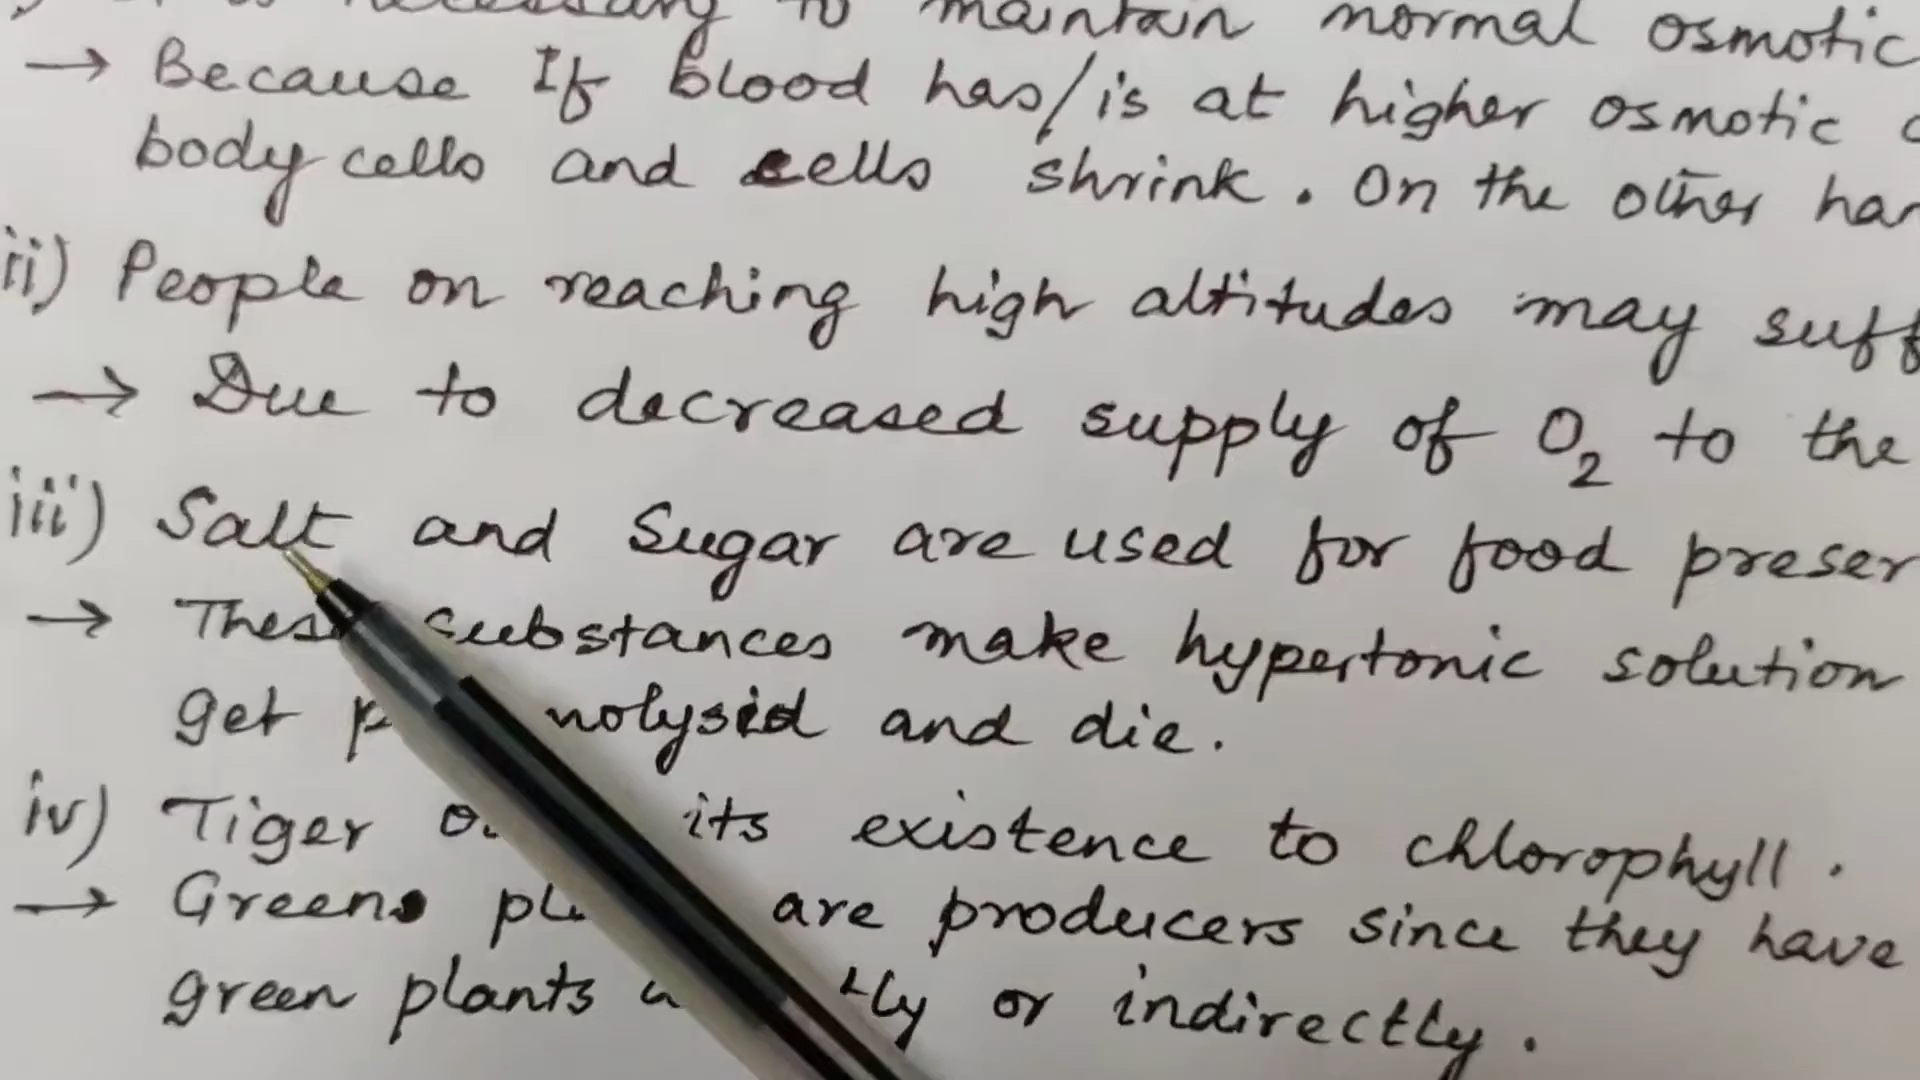 necessary to maintain normal osmotic
→ Because If blood has/is at higher osmotic
body cells and cells shrink. On the other
ii) People on reaching high altitudes may
→ Due to decreased supply of O₂ to the
iii) Salt and Sugar are used for food
→ These substances make hypertonic solution
get and die.
iv) Tiger its existence to chlorophyll.
→ Greens are producers since they have
green plants or indirectly.